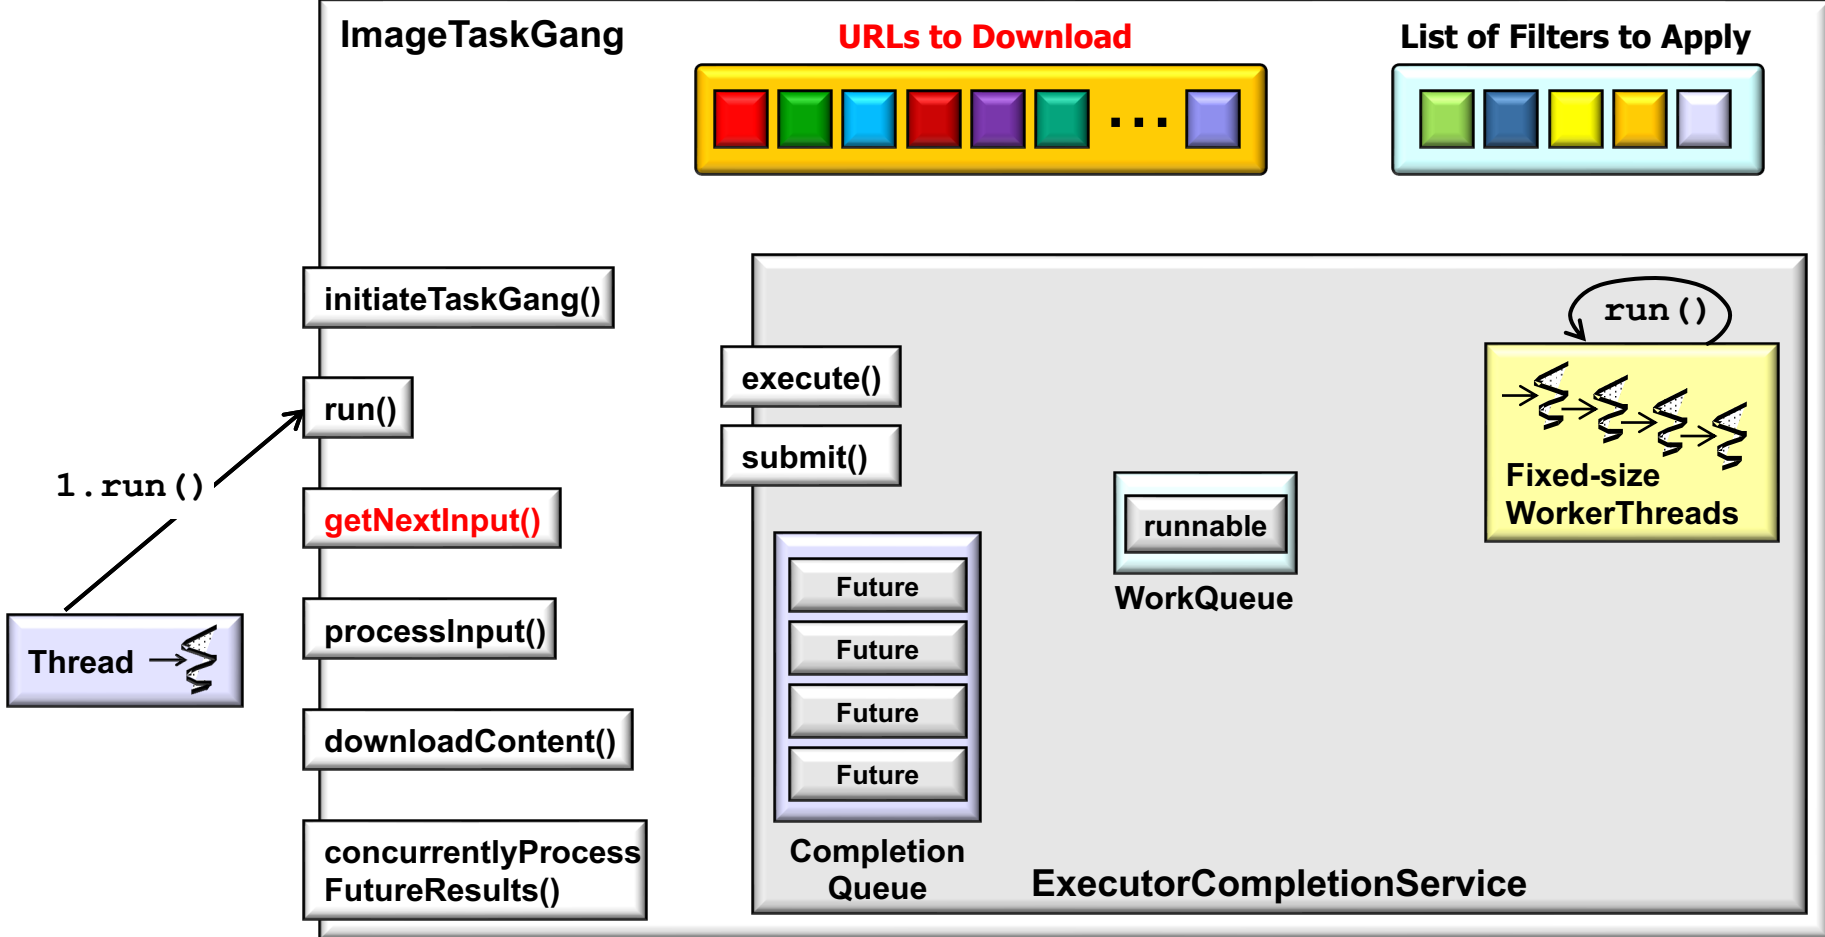 ImageTaskGang
URLs to Download
List of Filters to Apply
...
initiateTaskGang()
run()
execute()
run()
submit()
1.run()
Fixed-size
WorkerThreads
getNextInput()
runnable
Future
WorkQueue
processInput()
Future
Thread
Future
downloadContent()
Future
concurrentlyProcess
FutureResults()
Completion
Queue
ExecutorCompletionService